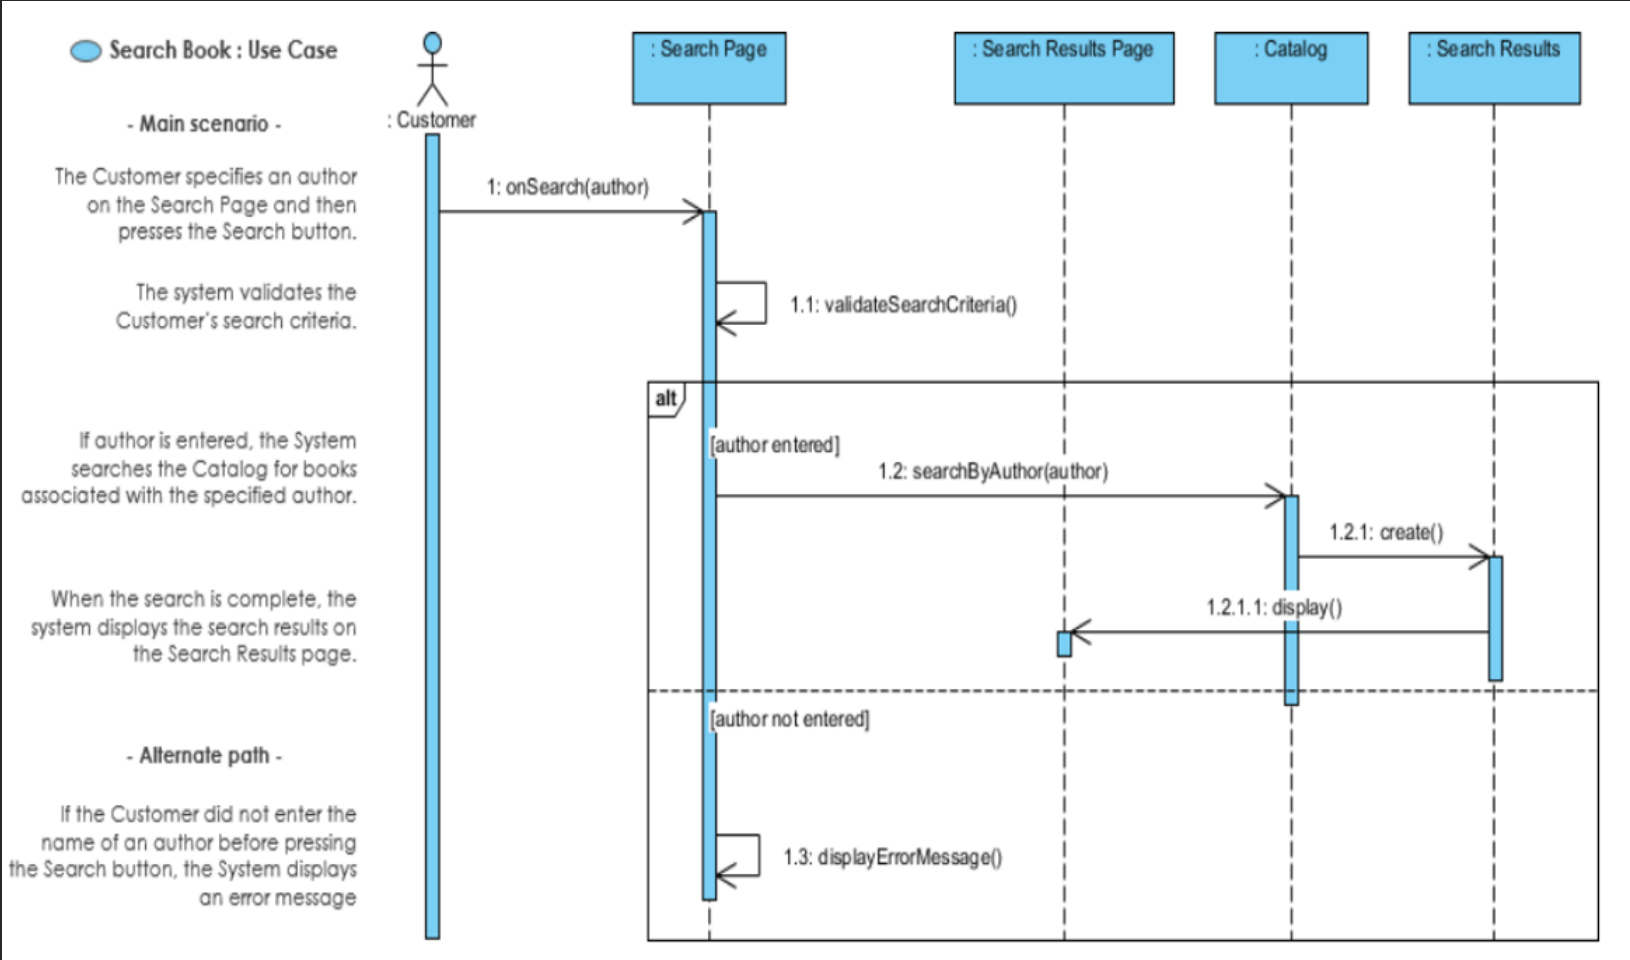 Search Book : Use Case
: Customer
: Search Page
: Search Results Page
: Catalog
: Search Results
- Main scenario -
The Customer specifies an author
on the Search Page and then
presses the Search button.
1: onSearch(author)
The system validates the
Customer's search criteria.
1.1: validateSearchCriteria()
alt
[author entered]
If author is entered, the System
searches the Catalog for books
associated with the specified author.
1.2: searchByAuthor(author)
1.2.1: create()
When the search is complete, the
system displays the search results on
the Search Results page.
1.2.1.1: display()
[author not entered]
- Alternate path -
If the Customer did not enter the
name of an author before pressing
the Search button, the System displays
an error message
1.3: displayErrorMessage()